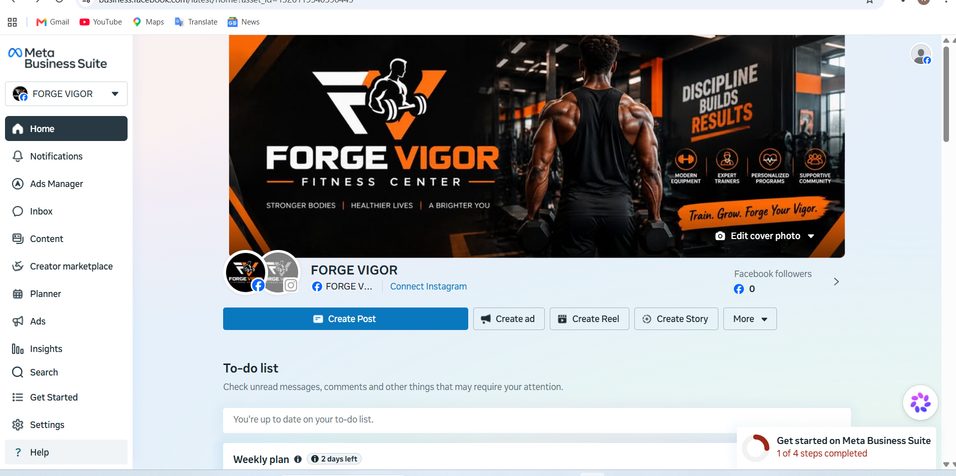 Gmail
YouTube
Maps
Translate
News
Meta
Business Suite
FORGE VIGOR
Home
Notifications
Ads Manager
Inbox
Content
Creator marketplace
Planner
Ads
Insights
Search
Get Started
Settings
? Help
FV
FORGE VIGOR
FITNESS CENTER
STRONGER BODIES | HEALTHIER LIVES | A BRIGHTER YOU
DISCIPLINE
BUILDS
RESULTS
MODERN EQUIPMENT
EXPERT TRAINERS
PERSONALIZED PROGRAMS
SUPPORTIVE COMMUNITY
Train. Grow. Forge Your Vigor.
Edit cover photo
FORGE VIGOR
FORGE V...
Connect Instagram
Facebook followers
0
Create Post
Create ad
Create Reel
Create Story
More
To-do list
Check unread messages, comments and other things that may require your attention.
You're up to date on your to-do list.
Weekly plan
2 days left
Get started on Meta Business Suite
1 of 4 steps completed